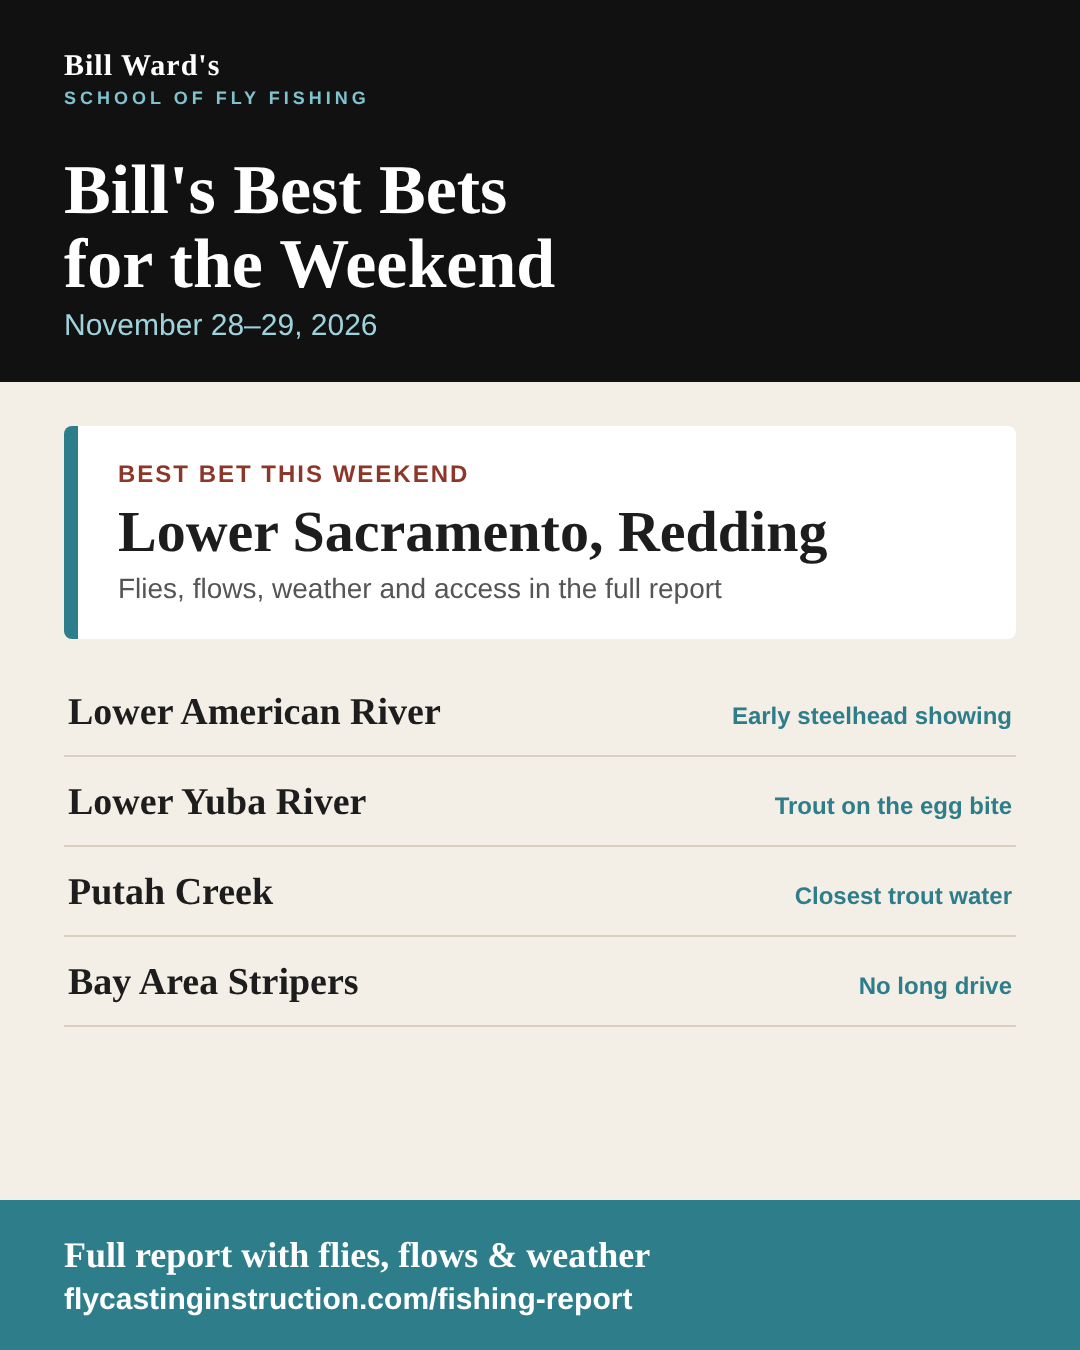 Bill Ward's
SCHOOL OF FLY FISHING
Bill's Best Bets
for the Weekend
November 28–29, 2026
BEST BET THIS WEEKEND
Lower Sacramento, Redding
Flies, flows, weather and access in the full report
Lower American River Early steelhead showing
Lower Yuba River Trout on the egg bite
Putah Creek Closest trout water
Bay Area Stripers No long drive
Full report with flies, flows & weather
flycastinginstruction.com/fishing-report